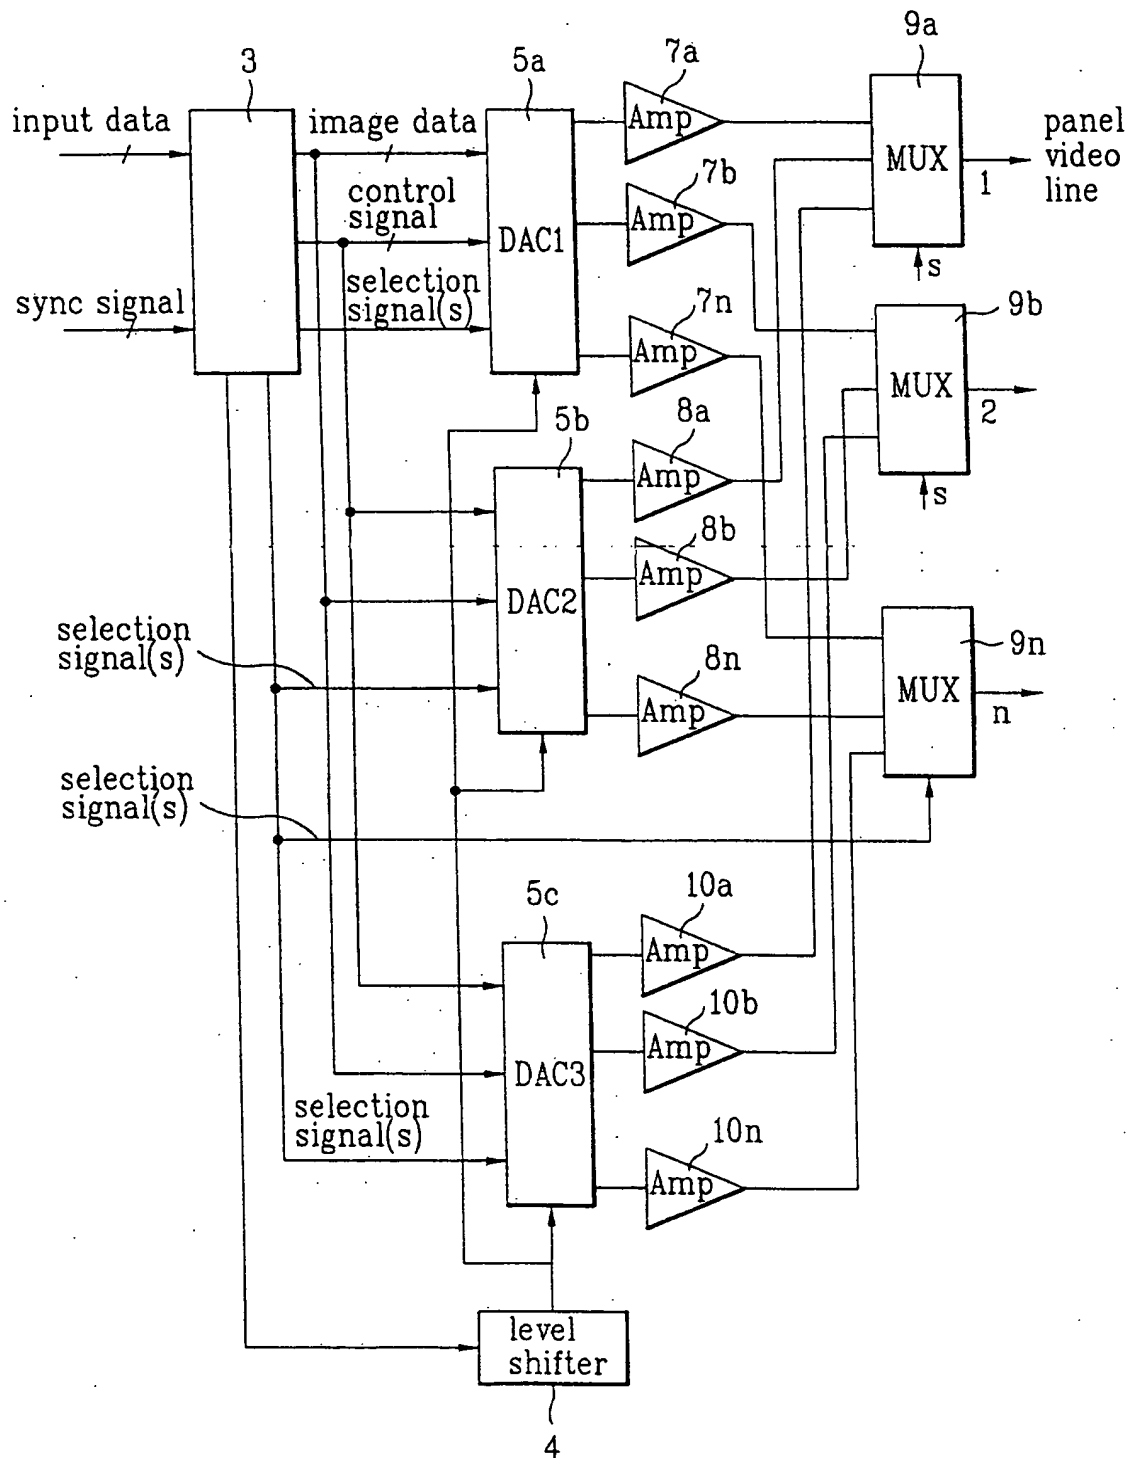 9a
7a
3
5a
input data
image data
Amp
panel
video
line
MUX
1
7b
control
signal
Amp
DAC1
s
selection
signal(s)
sync signal
7n
9b
Amp
MUX
2
8a
5b
Amp
s
8b
Amp
DAC2
selection
signal(s)
9n
8n
MUX
n
Amp
selection
signal(s)
10a
5c
Amp
10b
Amp
DAC3
selection
signal(s)
10n
Amp
level
shifter
4